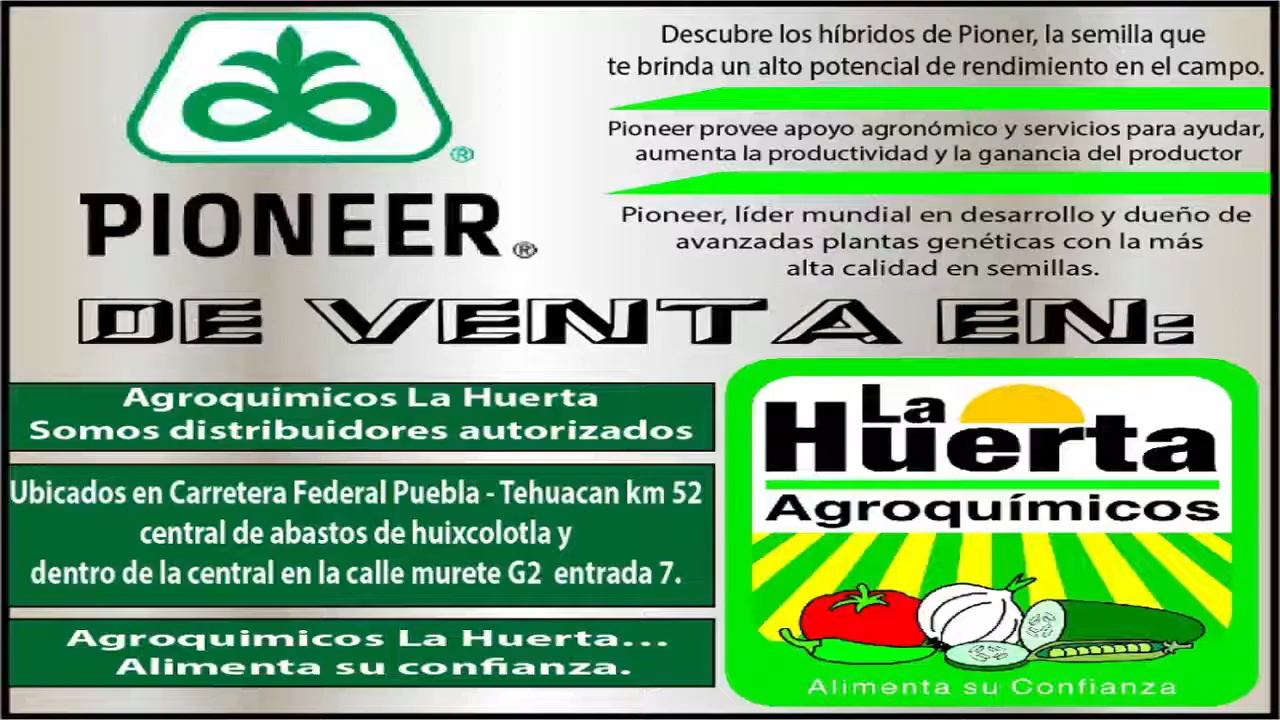 PIONEER®
Descubre los híbridos de Pioner, la semilla que
te brinda un alto potencial de rendimiento en el campo.
Pioneer provee apoyo agronómico y servicios para ayudar,
aumenta la productividad y la ganancia del productor
Pioneer, líder mundial en desarrollo y dueño de
avanzadas plantas genéticas con la más
alta calidad en semillas.
DE VENTA EN:
Agroquimicos La Huerta
Somos distribuidores autorizados
Ubicados en Carretera Federal Puebla - Tehuacan km 52
central de abastos de huixcolotla y
dentro de la central en la calle murete G2 entrada 7.
Agroquimicos La Huerta...
Alimenta su confianza.
La
Huerta
Agroquímicos
Alimenta su Confianza